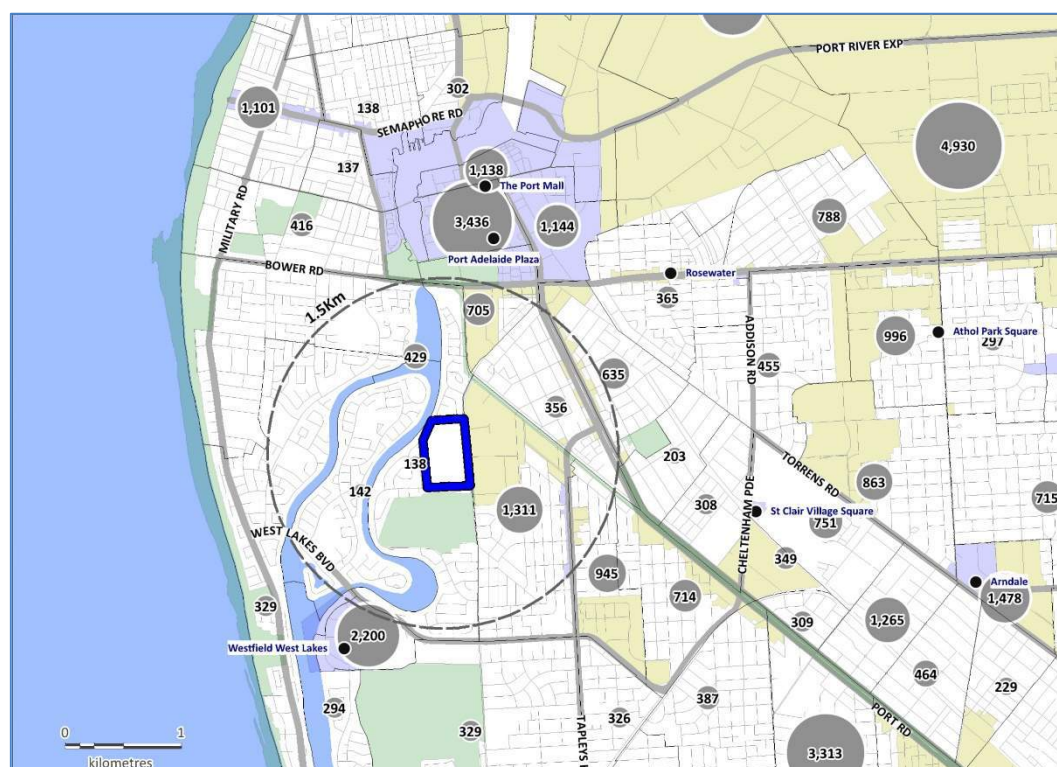 PORT RIVER EXP
302
1,101
138
SEMAPHORE RD
4,930
137
1,138
The Port Mall
MILITARY RD
416
3,436
1,144
788
Port Adelaide Plaza
BOWER RD
Rosewater
365
1.5Km
705
ADDISON RD
996
Athol Park Square
297
429
635
455
356
138
203
TORRENS RD
142
863
308
CHELTENHAM PDE
St Clair Village Square
751
715
1,311
WEST LAKES BVD
349
945
714
Arndale
1,478
329
309
1,265
2,200
Westfield West Lakes
464
229
294
387
326
329
TAPLEYS
PORT RD
3,313
0 1
kilometres